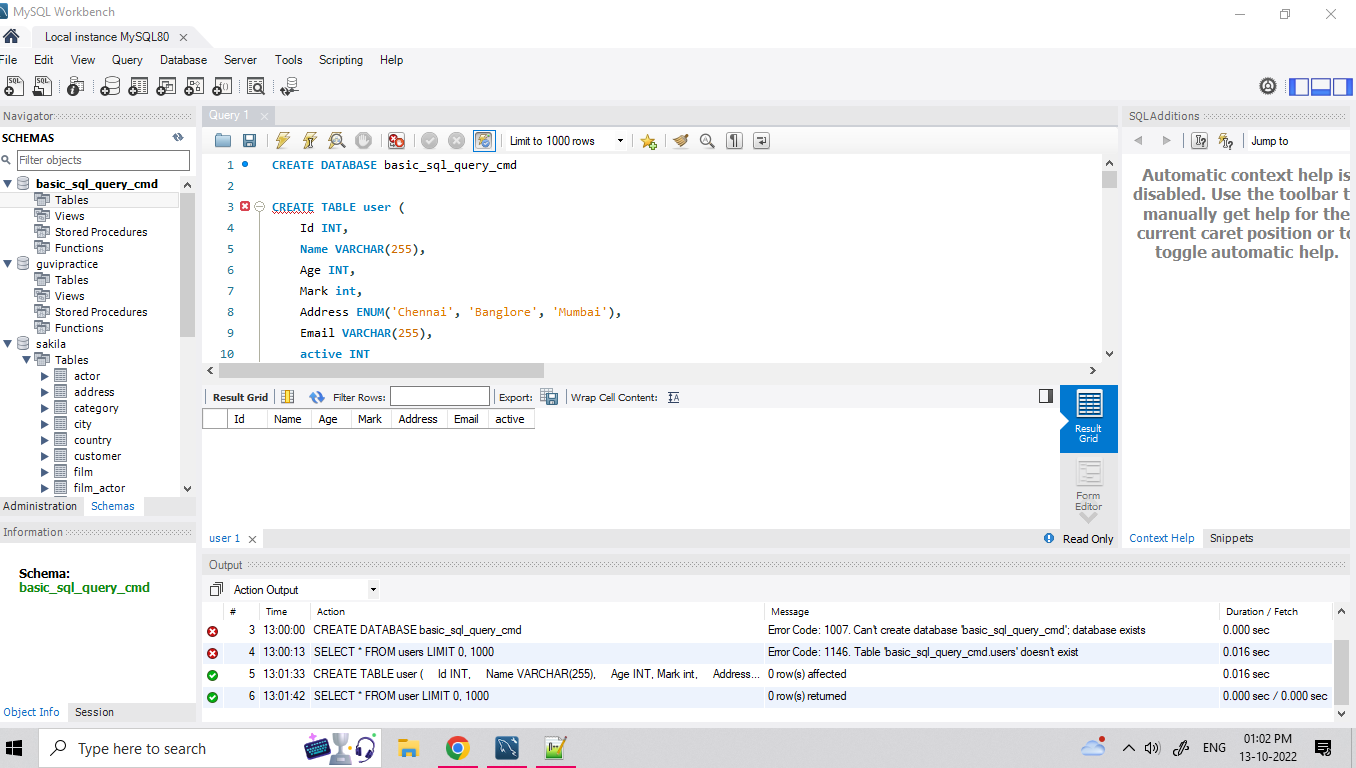 MySQL Workbench
Local instance MySQL80
File Edit View Query Database Server Tools Scripting Help
Navigator
SCHEMAS
Filter objects
basic_sql_query_cmd
Tables
Views
Stored Procedures
Functions
guvipractice
Tables
Views
Stored Procedures
Functions
sakila
Tables
actor
address
category
city
country
customer
film
film_actor
Administration Schemas
Information
Schema:
basic_sql_query_cmd
Object Info Session
Query 1
Limit to 1000 rows
1 CREATE DATABASE basic_sql_query_cmd
2
3 CREATE TABLE user (
4 Id INT,
5 Name VARCHAR(255),
6 Age INT,
7 Mark int,
8 Address ENUM('Chennai', 'Banglore', 'Mumbai'),
9 Email VARCHAR(255),
10 active INT
Result Grid Filter Rows: Export: Wrap Cell Content:
Id Name Age Mark Address Email active
Result
Grid
Form
Editor
user 1
Read Only
SQLAdditions
Jump to
Automatic context help is
disabled. Use the toolbar t
manually get help for the
current caret position or to
toggle automatic help.
Context Help Snippets
Output
Action Output
# Time Action Message Duration / Fetch
3 13:00:00 CREATE DATABASE basic_sql_query_cmd Error Code: 1007. Can't create database 'basic_sql_query_cmd'; database exists 0.000 sec
4 13:00:13 SELECT * FROM users LIMIT 0, 1000 Error Code: 1146. Table 'basic_sql_query_cmd.users' doesn't exist 0.016 sec
5 13:01:33 CREATE TABLE user ( Id INT, Name VARCHAR(255), Age INT, Mark int, Address... 0 row(s) affected 0.016 sec
6 13:01:42 SELECT * FROM user LIMIT 0, 1000 0 row(s) returned 0.000 sec / 0.000 sec
Type here to search
ENG
01:02 PM
13-10-2022